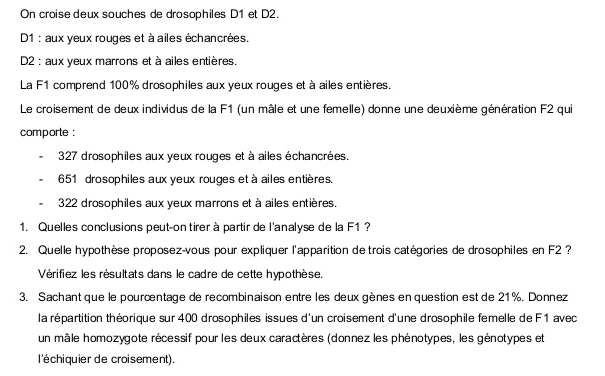 On croise deux souches de drosophiles D1 et D2.
D1 : aux yeux rouges et à ailes échancrées.
D2 : aux yeux marrons et à ailes entières.
La F1 comprend 100% drosophiles aux yeux rouges et à ailes entières.
Le croisement de deux individus de la F1 (un mâle et une femelle) donne une deuxième génération F2 qui
comporte :
- 327 drosophiles aux yeux rouges et à ailes échancrées.
- 651 drosophiles aux yeux rouges et à ailes entières.
- 322 drosophiles aux yeux marrons et à ailes entières.
1. Quelles conclusions peut-on tirer à partir de l'analyse de la F1 ?
2. Quelle hypothèse proposez-vous pour expliquer l'apparition de trois catégories de drosophiles en F2 ?
Vérifiez les résultats dans le cadre de cette hypothèse.
3. Sachant que le pourcentage de recombinaison entre les deux gènes en question est de 21%. Donnez
la répartition théorique sur 400 drosophiles issues d'un croisement d'une drosophile femelle de F1 avec
un mâle homozygote récessif pour les deux caractères (donnez les phénotypes, les génotypes et
l'échiquier de croisement).